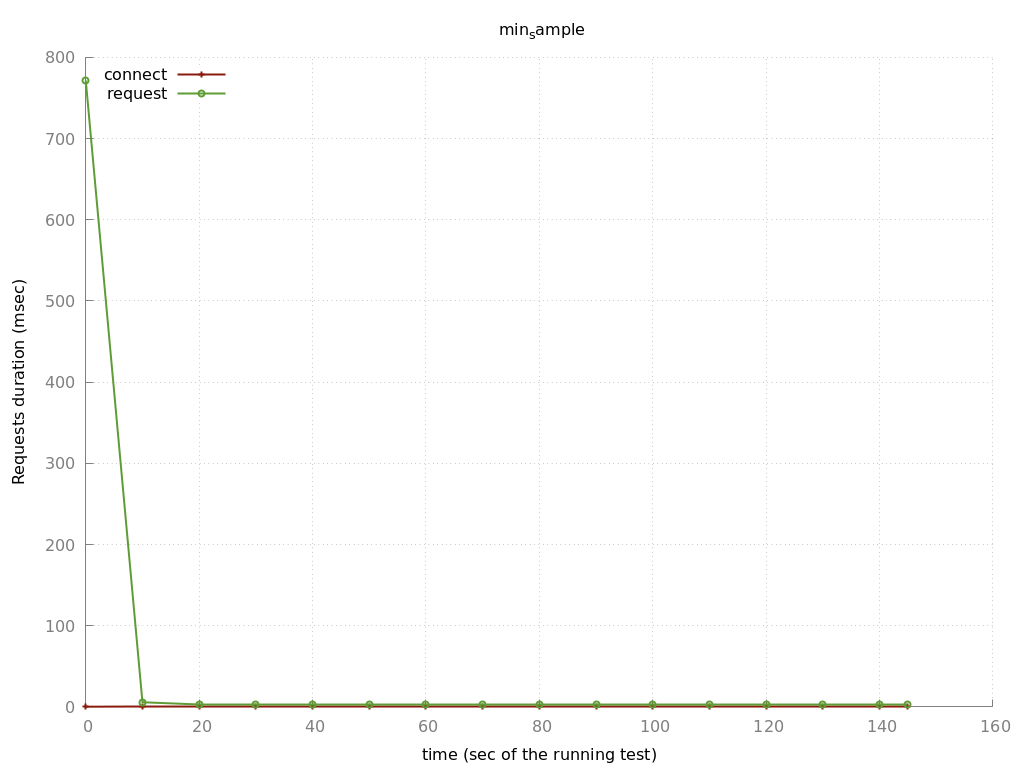 min_sample
800
connect
request
700
600
500
400
300
200
100
0
Requests duration (msec)
0 20 40 60 80 100 120 140 160
time (sec of the running test)